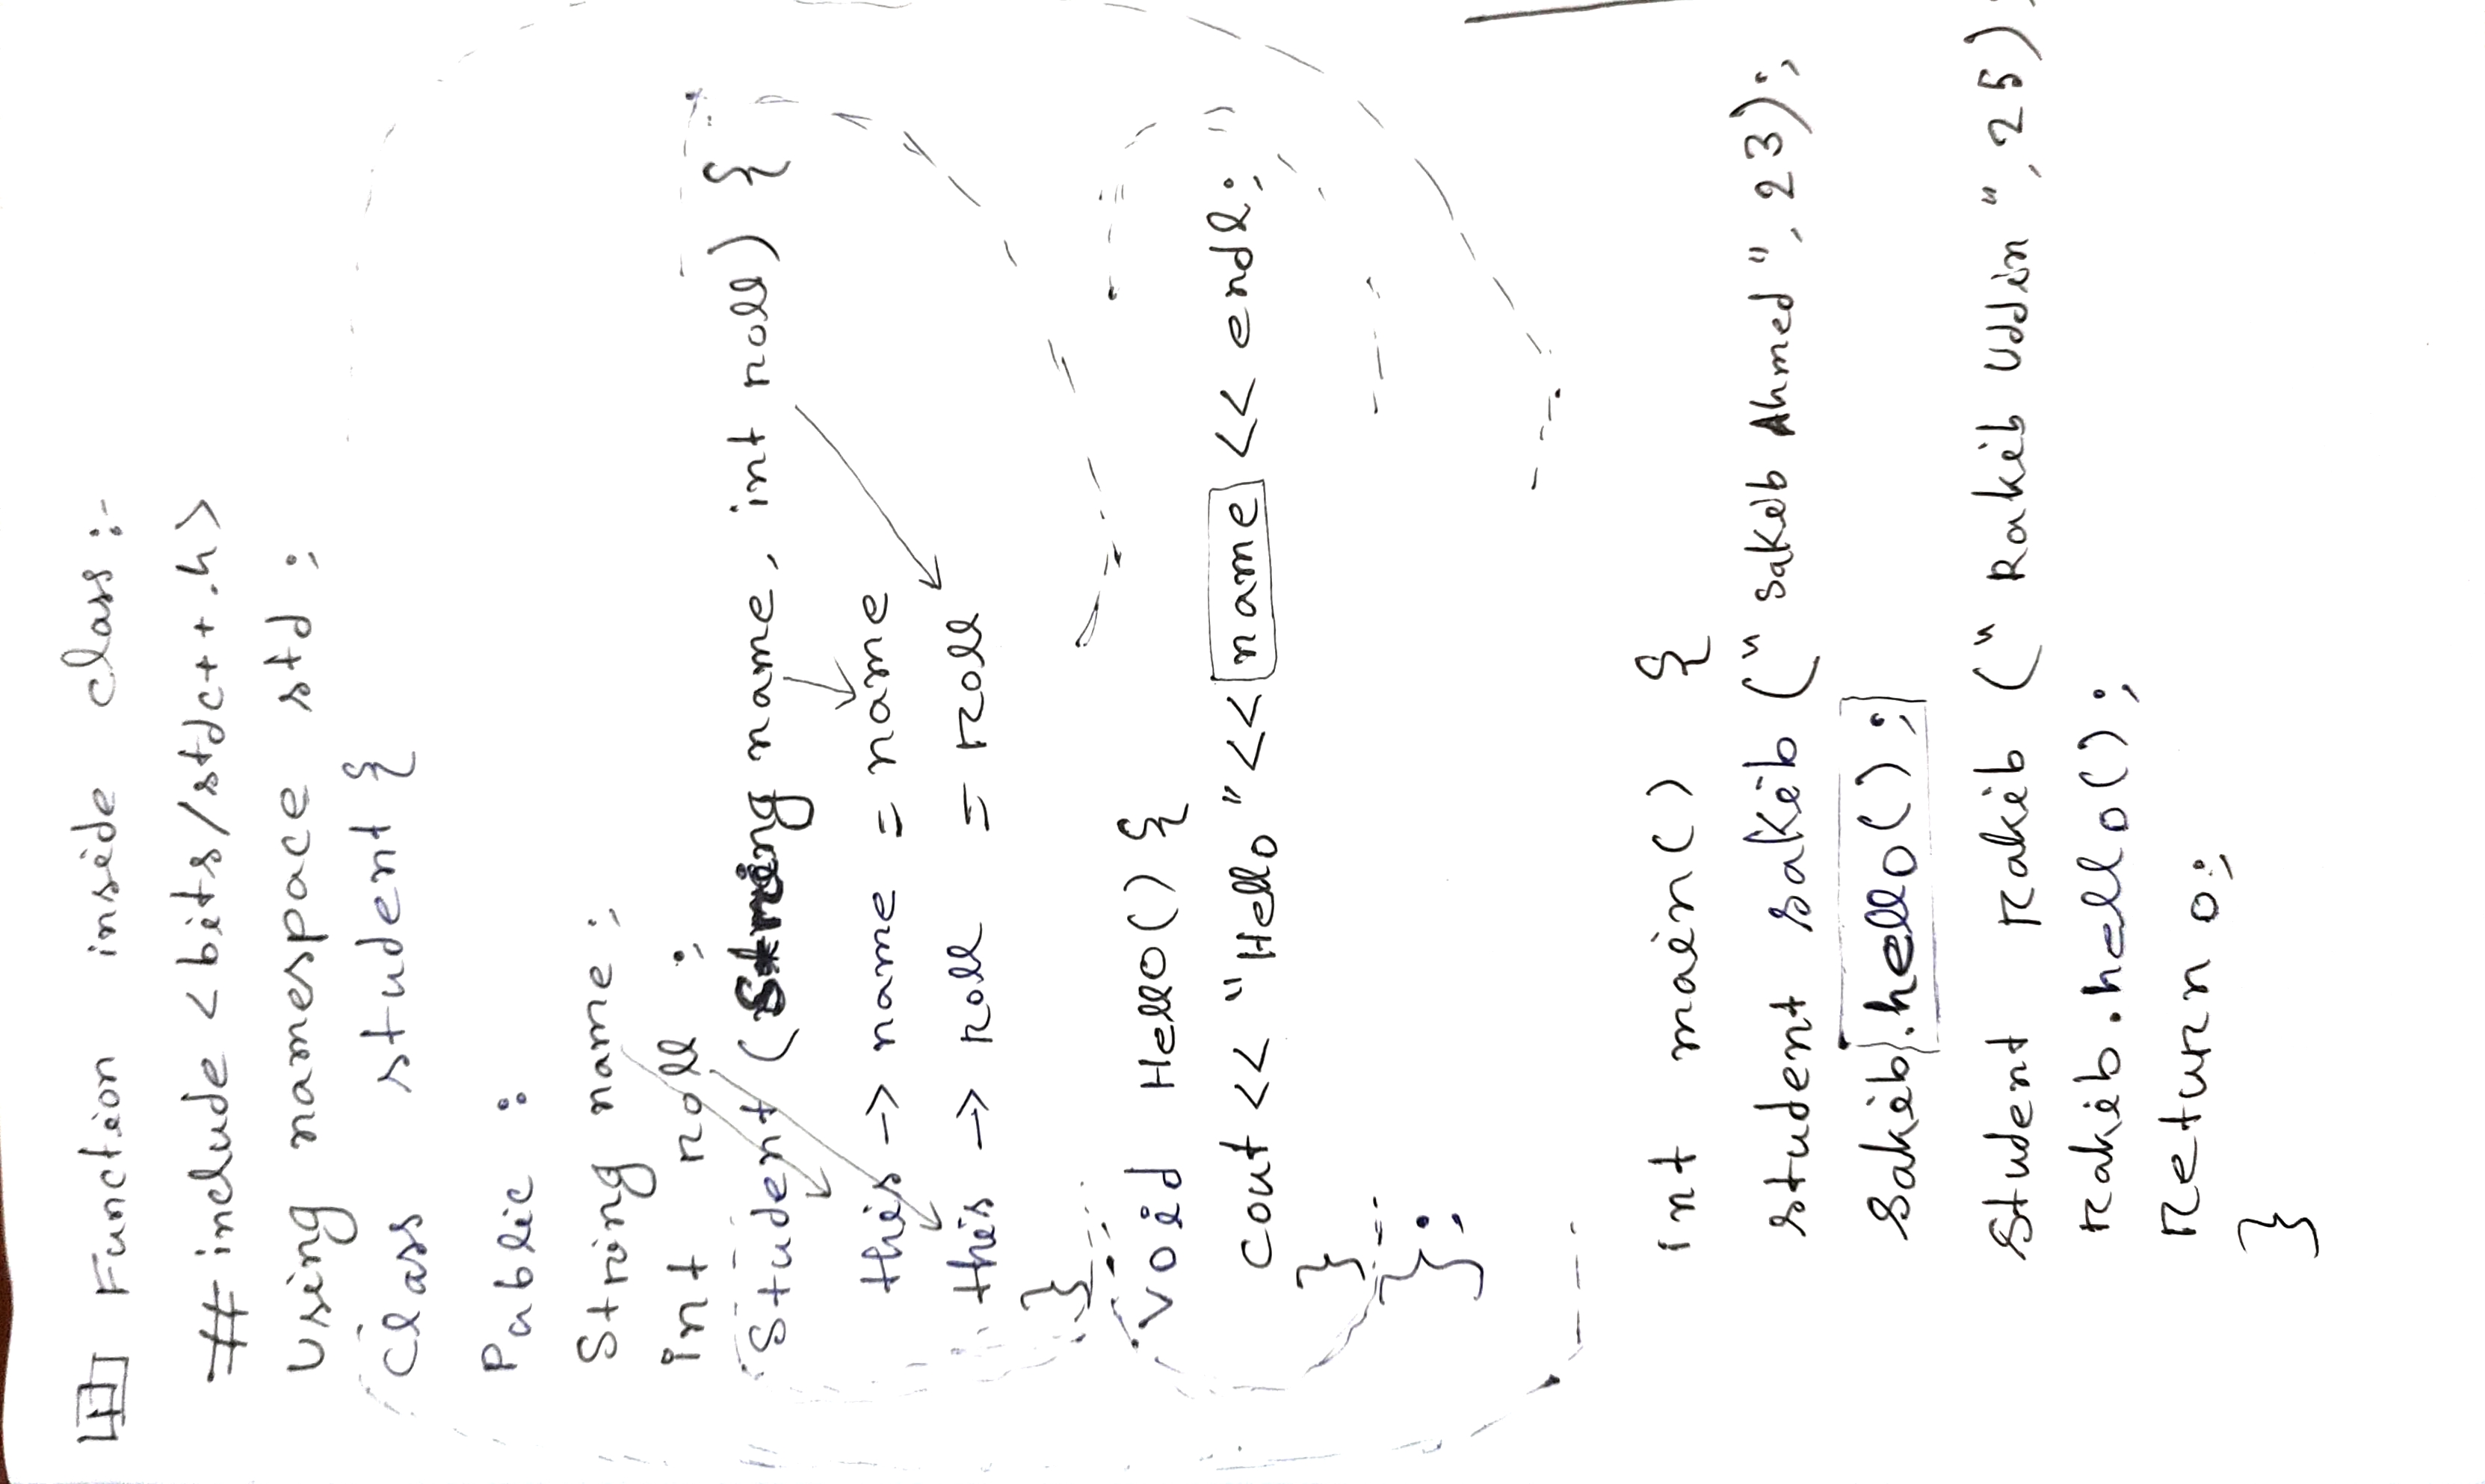 Function inside class :-
# include <bits/stdc++.h>
Using namespace std ;
Class student {
Pablic :
String name ;
int roll ;
Student (String name, int roll) {
this -> name = name
this -> roll = roll
}
Void Hello() {
cout << "Hello "<< name << endl;
}
};
int main() {
student sakib ("Sakib Ahmed", 23);
Sakib.hello();
Student rakib ("Rakib Uddin", 25);
rakib.hello();
Return 0;
}